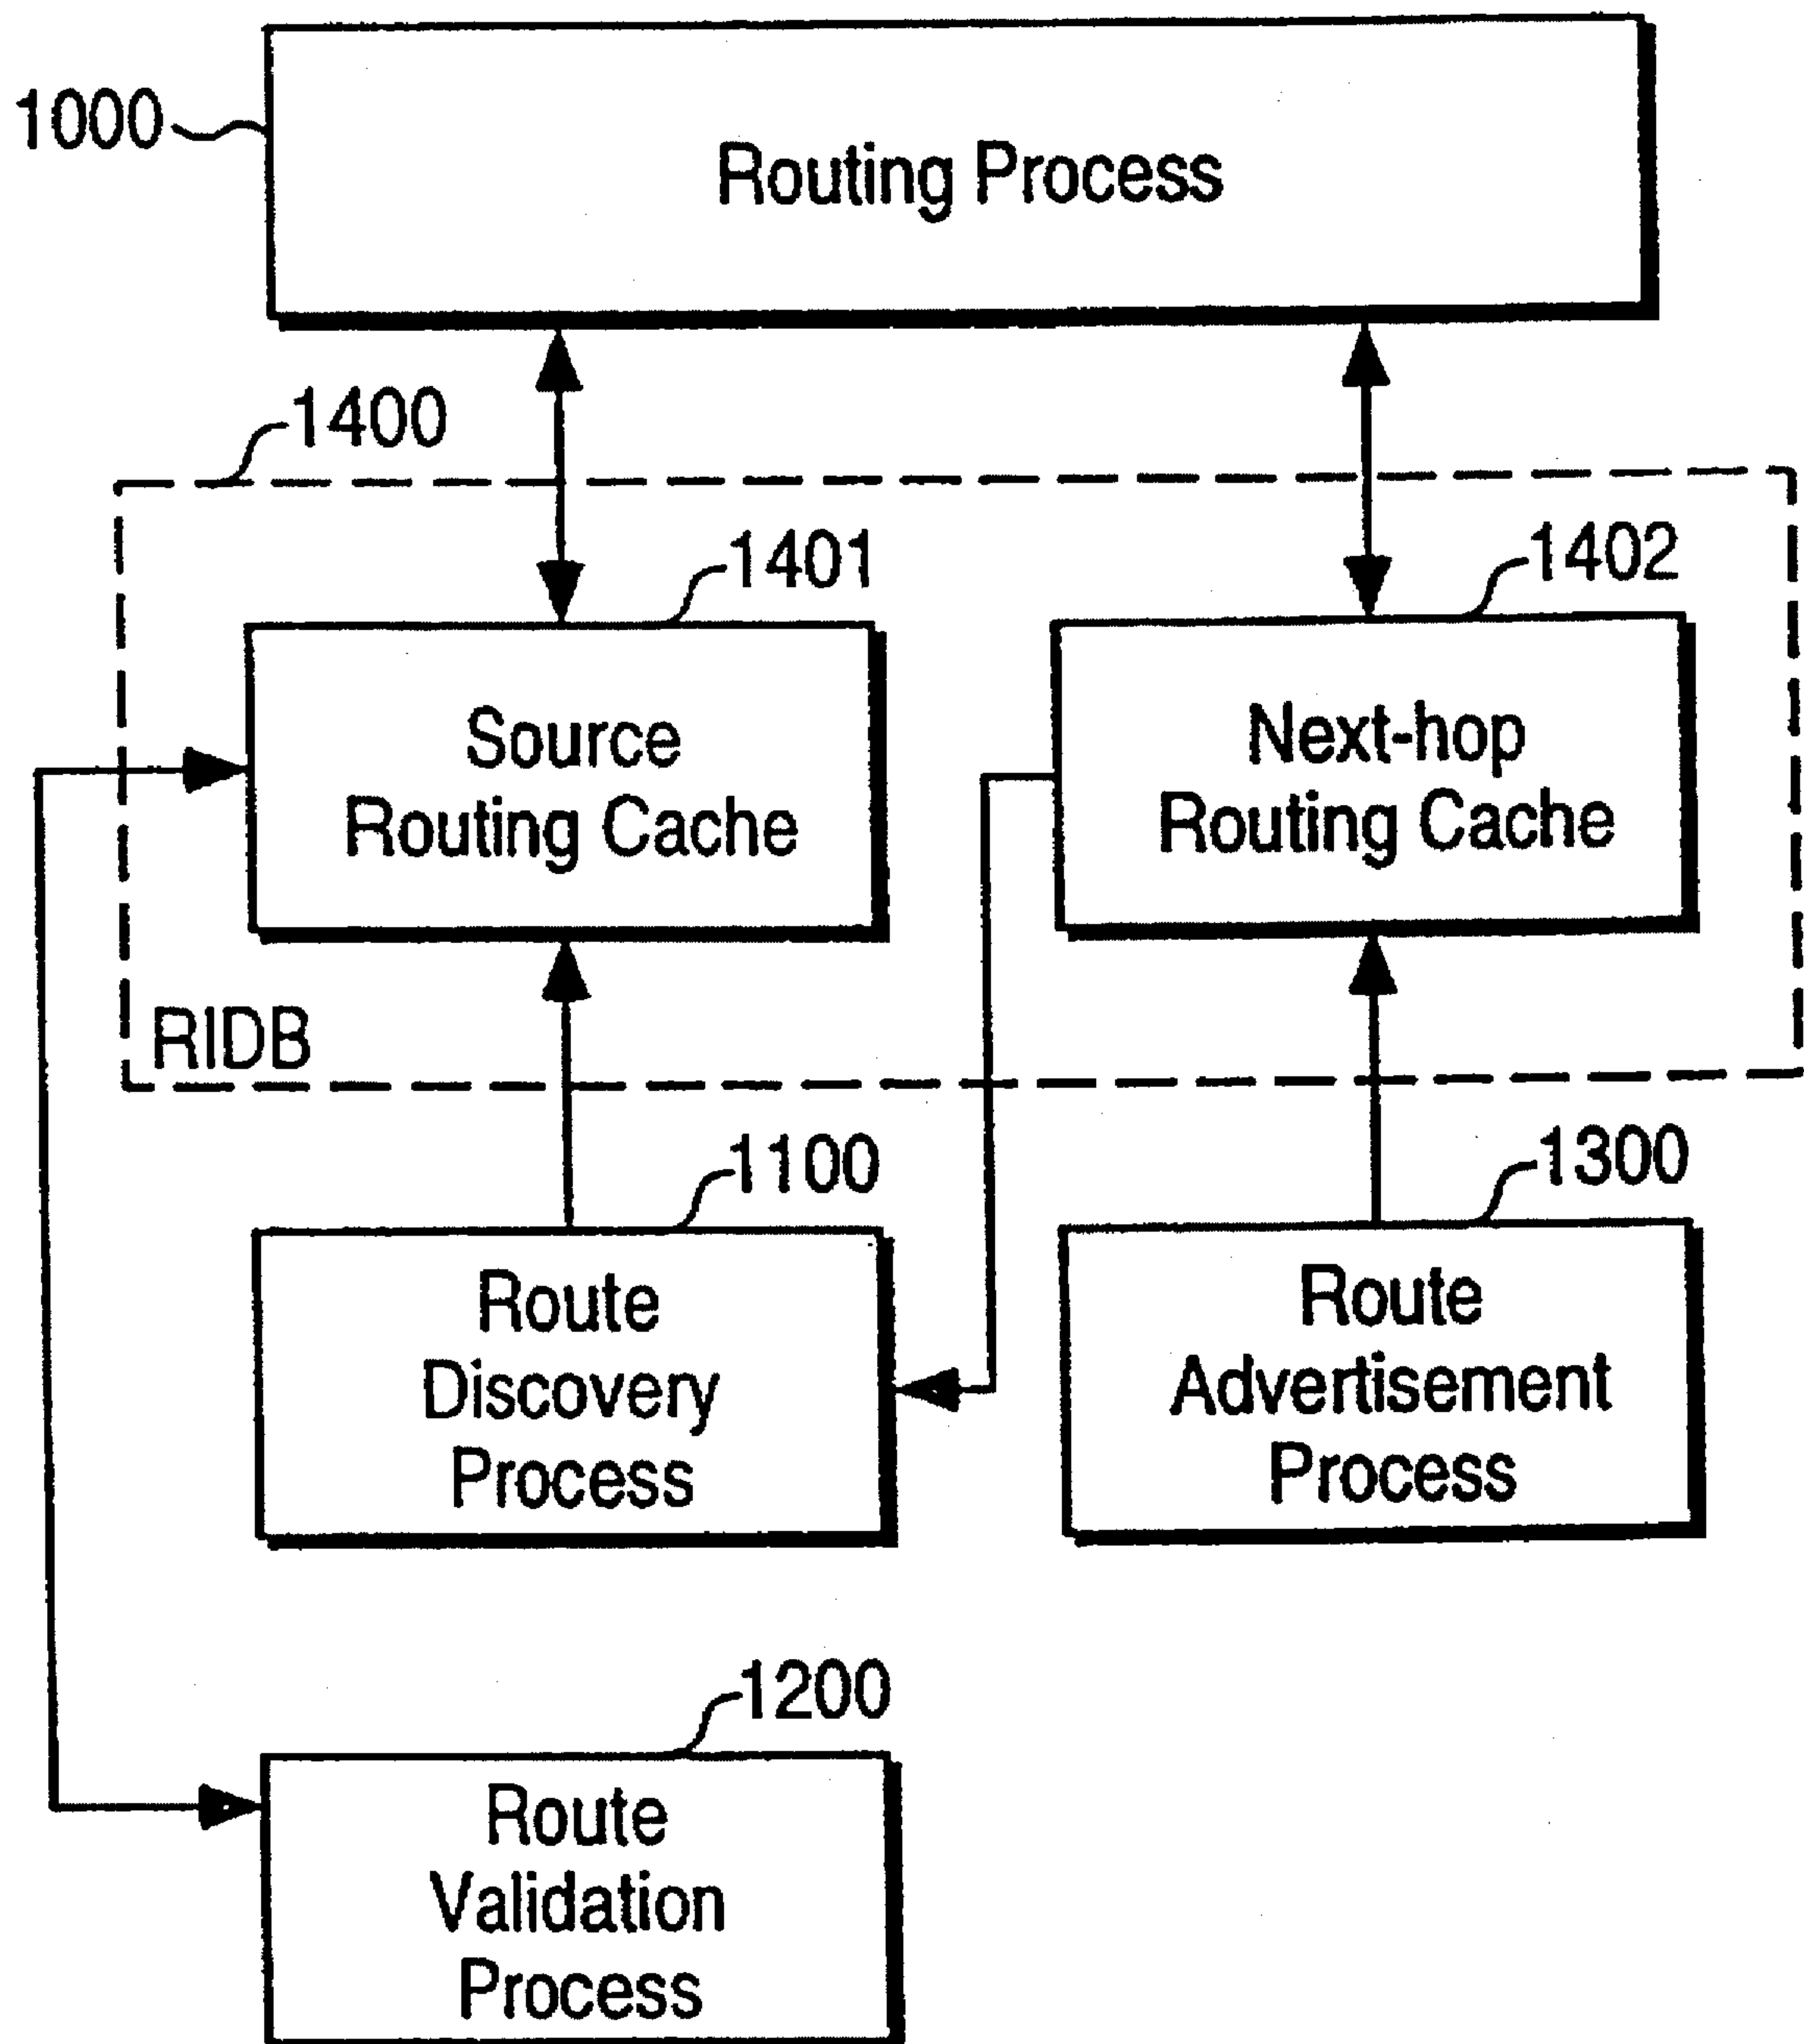 1000
Routing Process
1400
1401
1402
Source
Routing Cache
Next-hop
Routing Cache
RIDB
1100
1300
Route
Discovery
Process
Route
Advertisement
Process
1200
Route
Validation
Process